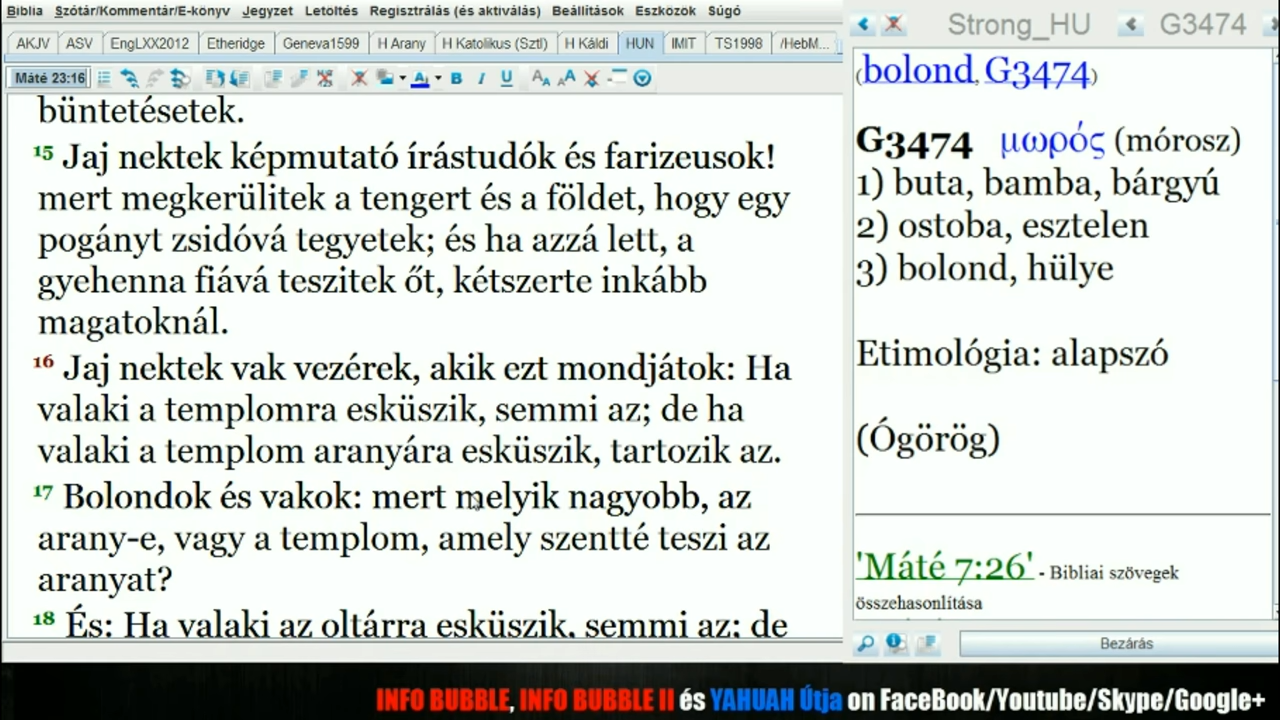 Biblia Szótár/Kommentár/E-könyv Jegyzet Letöltés Regisztrálás (és aktiválás) Beállítások Eszközök Súgó
AKJV ASV EngLXX2012 Etheridge Geneva1599 H Arany H Katolikus (Sztl) H Káldi HUN IMIT TS1998 /HebM...
Máté 23:16
büntetésetek.
15 Jaj nektek képmutató írástudók és farizeusok!
mert megkerülitek a tengert és a földet, hogy egy
pogányt zsidóvá tegyetek; és ha azzá lett, a
gyehenna fiává teszitek őt, kétszerte inkább
magatoknál.
16 Jaj nektek vak vezérek, akik ezt mondjátok: Ha
valaki a templomra esküszik, semmi az; de ha
valaki a templom aranyára esküszik, tartozik az.
17 Bolondok és vakok: mert melyik nagyobb, az
arany-e, vagy a templom, amely szentté teszi az
aranyat?
18 És: Ha valaki az oltárra esküszik, semmi az; de
Strong_HU G3474
(bolond, G3474)
G3474 μωρός (mórosz)
1) buta, bamba, bárgyú
2) ostoba, esztelen
3) bolond, hülye
Etimológia: alapszó
(Ógörög)
'Máté 7:26' - Bibliai szövegek
összehasonlítása
Bezárás
INFO BUBBLE, INFO BUBBLE II és YAHUAH Útja on FaceBook/Youtube/Skype/Google+